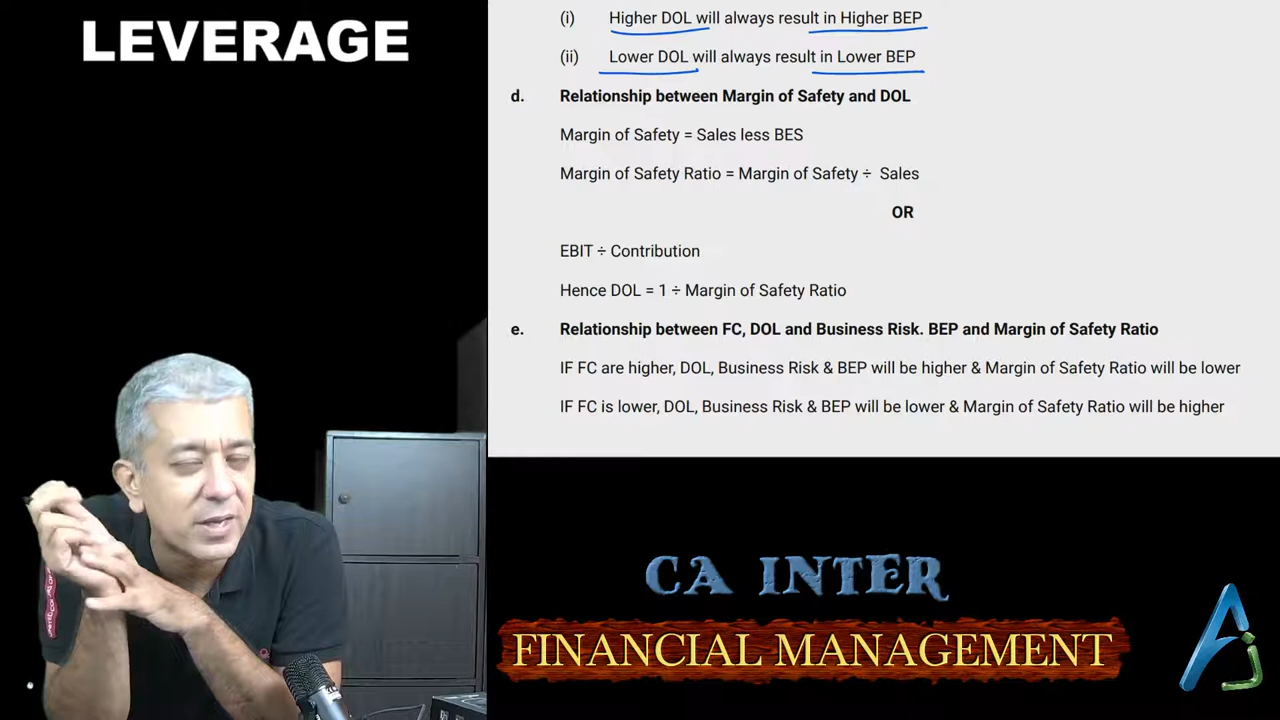 LEVERAGE
(i) Higher DOL will always result in Higher BEP
(ii) Lower DOL will always result in Lower BEP
d. Relationship between Margin of Safety and DOL
Margin of Safety = Sales less BES
Margin of Safety Ratio = Margin of Safety ÷ Sales
OR
EBIT ÷ Contribution
Hence DOL = 1 ÷ Margin of Safety Ratio
e. Relationship between FC, DOL and Business Risk. BEP and Margin of Safety Ratio
IF FC are higher, DOL, Business Risk & BEP will be higher & Margin of Safety Ratio will be lower
IF FC is lower, DOL, Business Risk & BEP will be lower & Margin of Safety Ratio will be higher
CA INTER
FINANCIAL MANAGEMENT